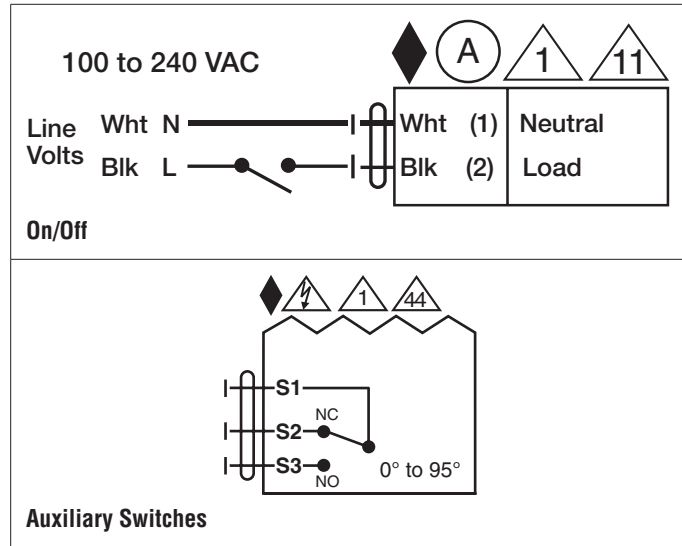 100 to 240 VAC
A 1 11
Line Volts
Wht N
Blk L
Wht (1) Neutral
Blk (2) Load
On/Off
1 44
S1
NC
S2
S3
NO
0° to 95°
Auxiliary Switches